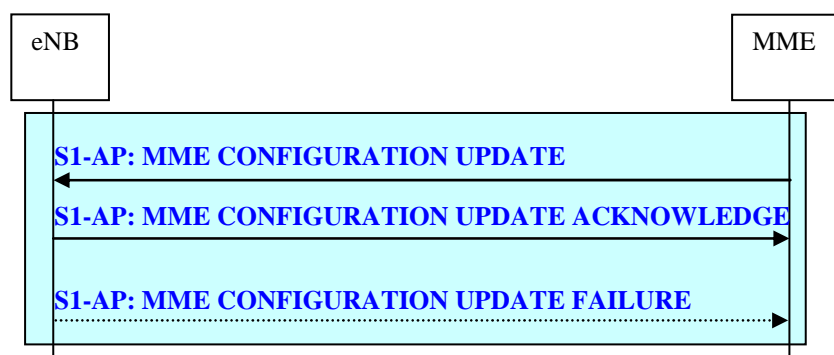 eNB
MME
S1-AP: MME CONFIGURATION UPDATE
S1-AP: MME CONFIGURATION UPDATE ACKNOWLEDGE
S1-AP: MME CONFIGURATION UPDATE FAILURE